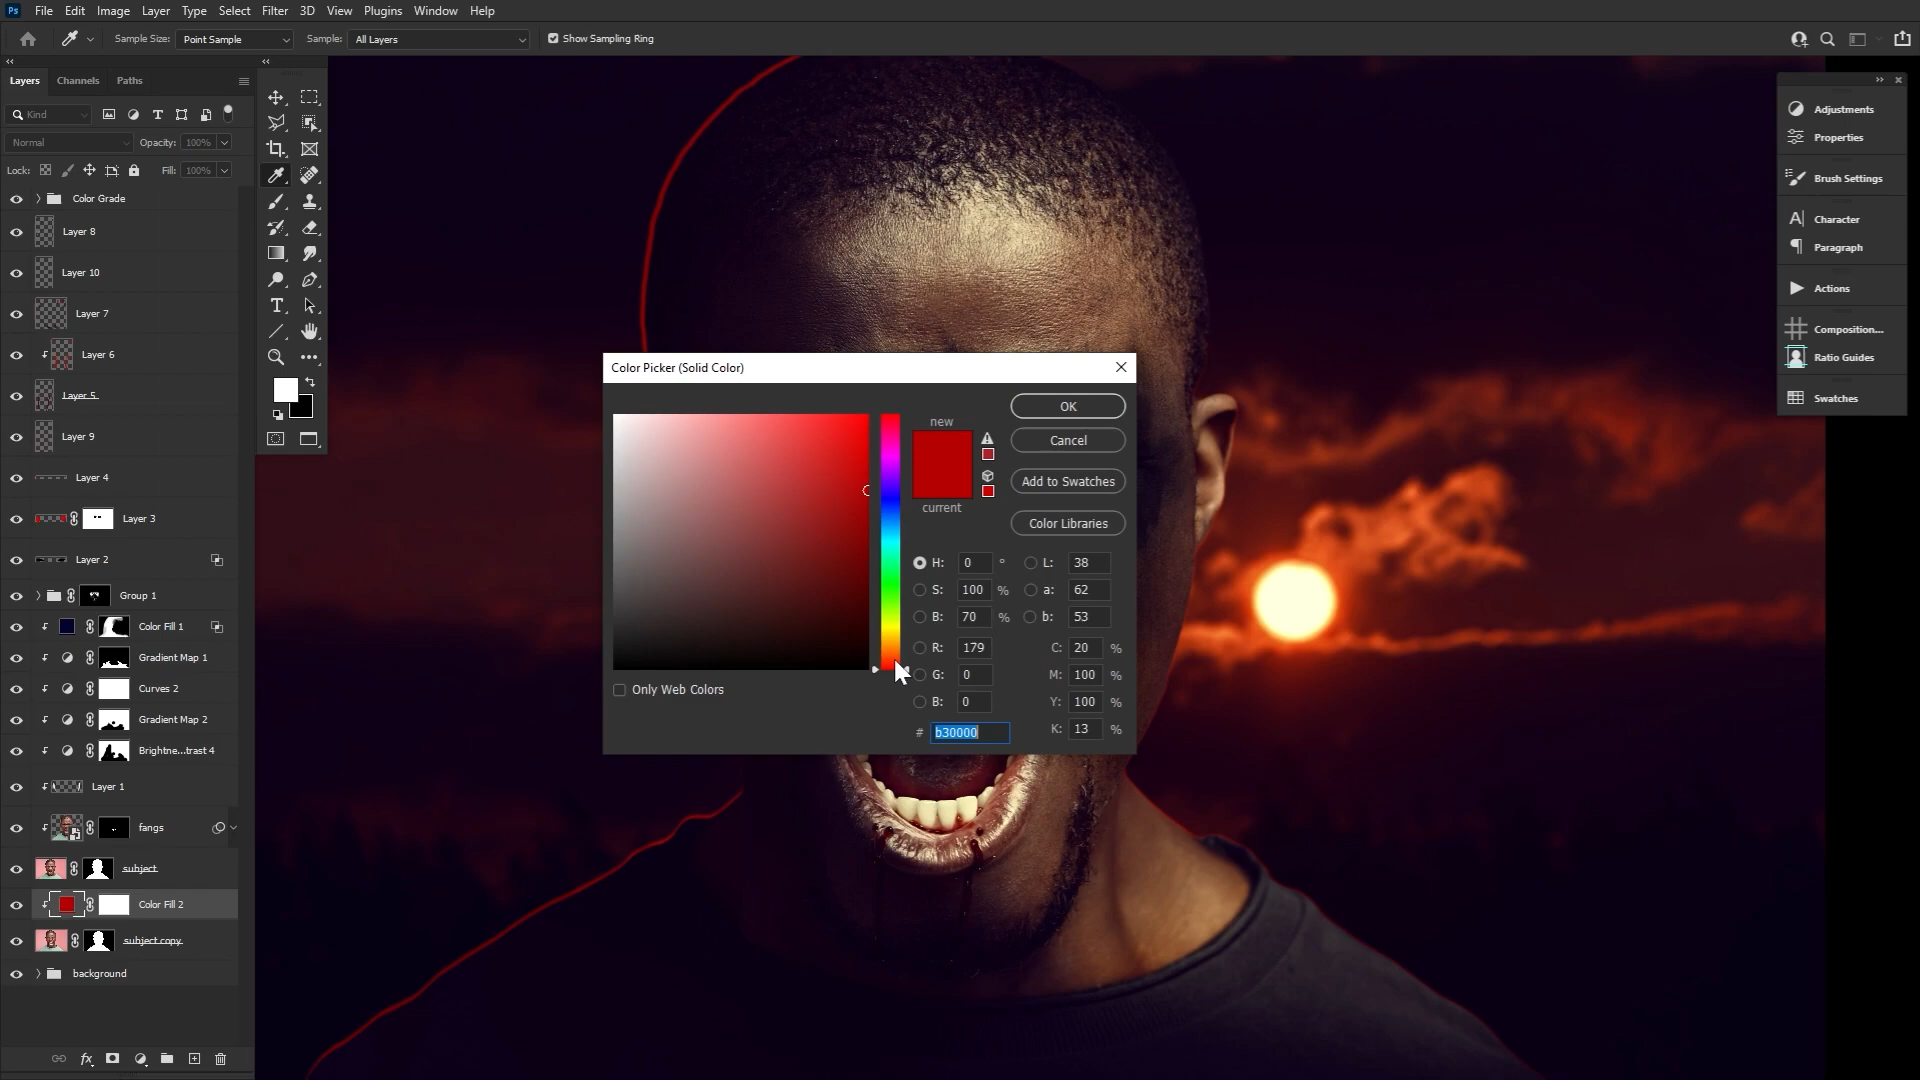 Ps File Edit Image Layer Type Select Filter 3D View Plugins Window Help
Sample Size: Point Sample Sample: All Layers Show Sampling Ring
Layers Channels Paths
Kind
Normal Opacity: 100%
Lock: Fill: 100%
Color Grade
Layer 8
Layer 10
Layer 7
Layer 6
Layer 5
Layer 9
Layer 4
Layer 3
Layer 2
Group 1
Color Fill 1
Gradient Map 1
Curves 2
Gradient Map 2
Brightne...trast 4
Layer 1
fangs
subject
Color Fill 2
subject copy
background
fx
Color Picker (Solid Color)
new
current
OK
Cancel
Add to Swatches
Color Libraries
H: 0 ° L: 38
S: 100 % a: 62
B: 70 % b: 53
R: 179 C: 20 %
G: 0 M: 100 %
B: 0 Y: 100 %
# b30000 K: 13 %
Only Web Colors
Adjustments
Properties
Brush Settings
Character
Paragraph
Actions
Composition...
Ratio Guides
Swatches